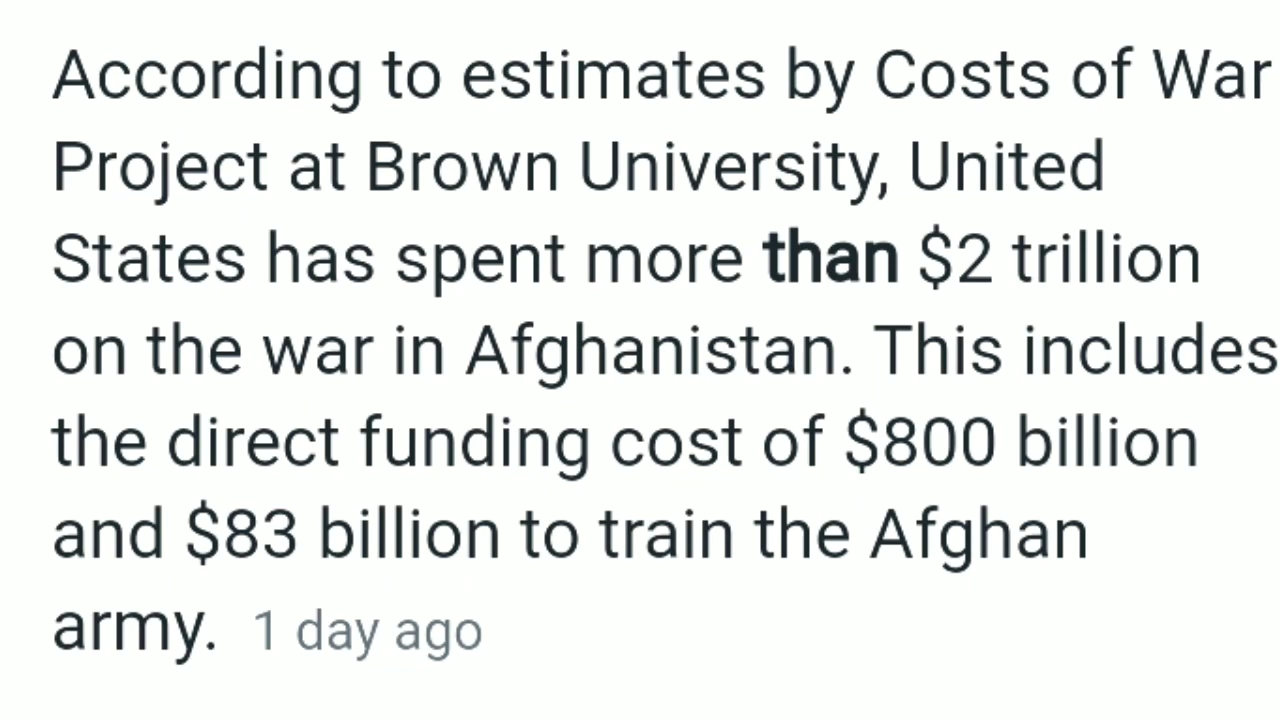 According to estimates by Costs of War
Project at Brown University, United
States has spent more than $2 trillion
on the war in Afghanistan. This includes
the direct funding cost of $800 billion
and $83 billion to train the Afghan
army. 1 day ago